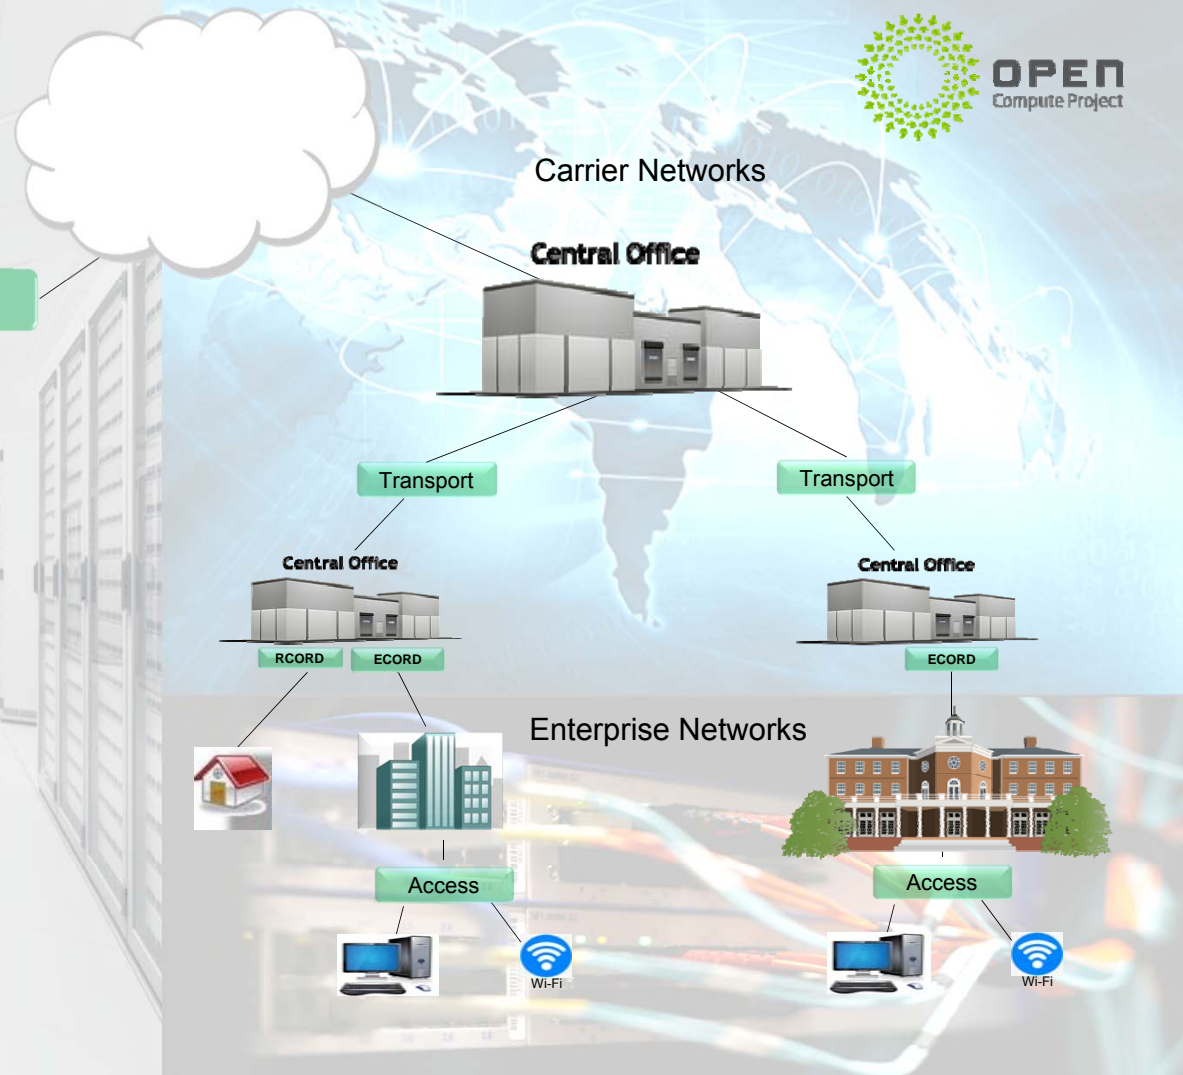 OPEN
Compute Project
Carrier Networks
Central Office
Transport
Transport
Central Office
Central Office
RCORD
ECORD
ECORD
Enterprise Networks
Access
Access
Wi-Fi
Wi-Fi